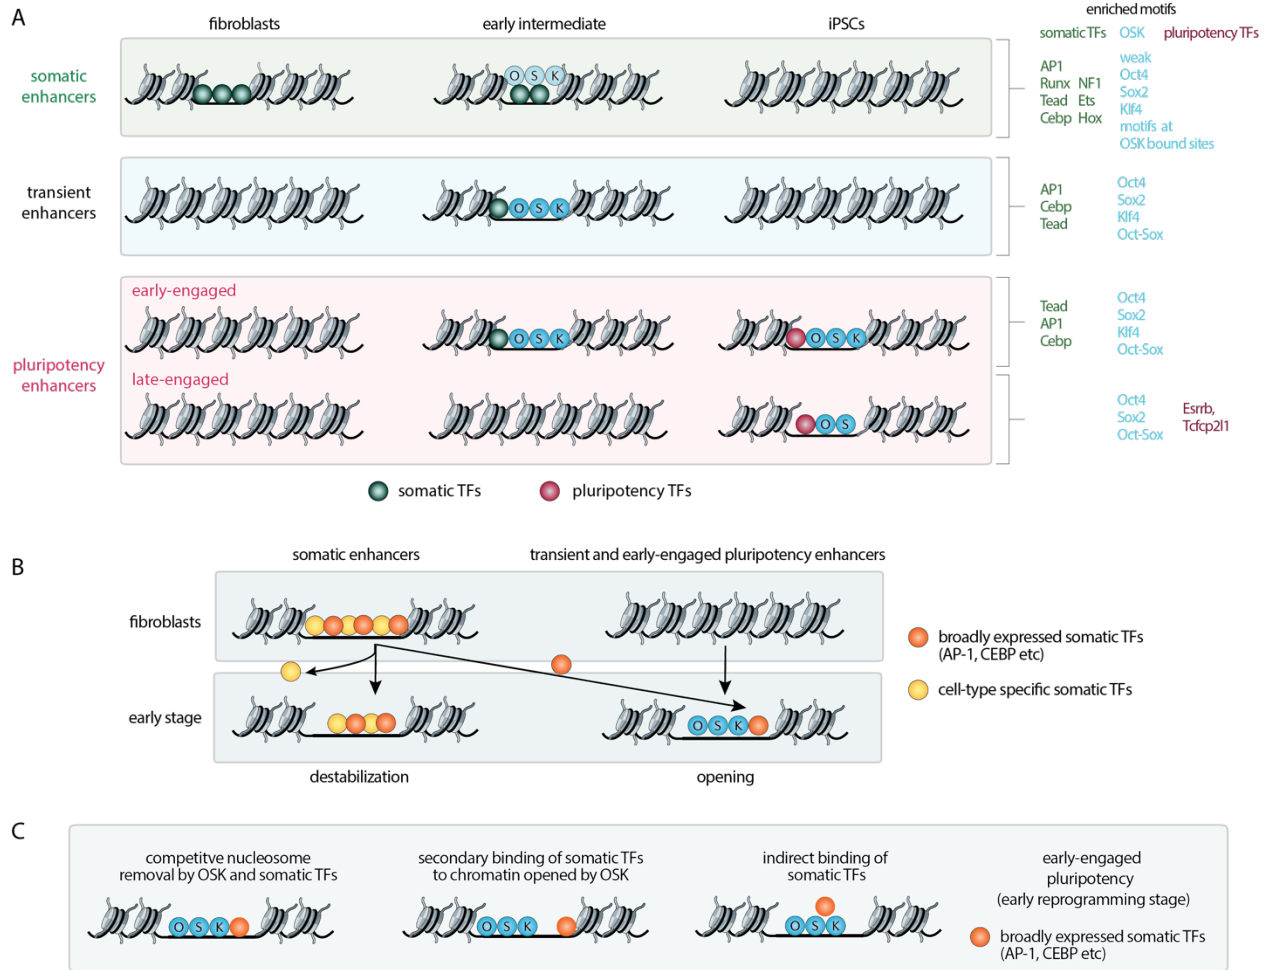 A
fibroblasts
early intermediate
iPSCs
enriched motifs
somatic TFs
OSK
pluripotency TFs
somatic
enhancers
O S K
AP1
Runx NF1
Tead Ets
Cebp Hox
weak
Oct4
Sox2
Klf4
motifs at
OSK bound sites
transient
enhancers
O S K
AP1
Cebp
Tead
Oct4
Sox2
Klf4
Oct-Sox
pluripotency
enhancers
early-engaged
O S K
O S K
Tead
AP1
Cebp
Oct4
Sox2
Klf4
Oct-Sox
late-engaged
O S
Oct4
Sox2
Oct-Sox
Esrrb,
Tcfcp2l1
somatic TFs
pluripotency TFs
B
somatic enhancers
transient and early-engaged pluripotency enhancers
fibroblasts
early stage
O S K
destabilization
opening
broadly expressed somatic TFs
(AP-1, CEBP etc)
cell-type specific somatic TFs
C
competitve nucleosome
removal by OSK and somatic TFs
O S K
secondary binding of somatic TFs
to chromatin opened by OSK
O S K
indirect binding of
somatic TFs
O S K
early-engaged
pluripotency
(early reprogramming stage)
broadly expressed somatic TFs
(AP-1, CEBP etc)